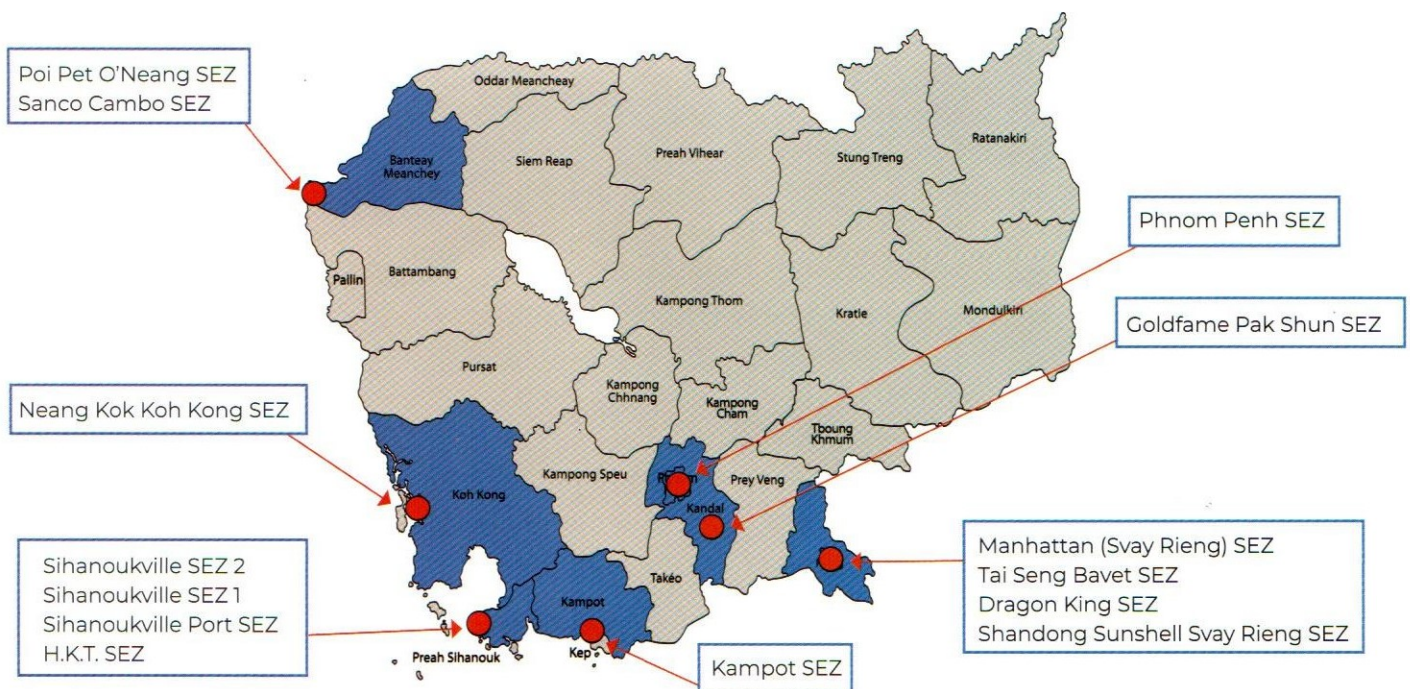 Poi Pet O'Neang SEZ
Sanco Cambo SEZ
Oddar Meancheay
Banteay
Meanchey
Siem Reap
Preah Vihear
Stung Treng
Ratanakiri
Phnom Penh SEZ
Pallin
Battambang
Kampong Thom
Kratie
Mondulkiri
Goldfame Pak Shun SEZ
Pursat
Kampong
Chhnang
Kampong
Cham
Tboung
Khmum
Neang Kok Koh Kong SEZ
Koh Kong
Kampong Speu
Prey Veng
Kandal
Sihanoukville SEZ 2
Sihanoukville SEZ 1
Sihanoukville Port SEZ
H.K.T. SEZ
Takéo
Kampot
Preah Sihanouk
Kep
Kampot SEZ
Manhattan (Svay Rieng) SEZ
Tai Seng Bavet SEZ
Dragon King SEZ
Shandong Sunshell Svay Rieng SEZ